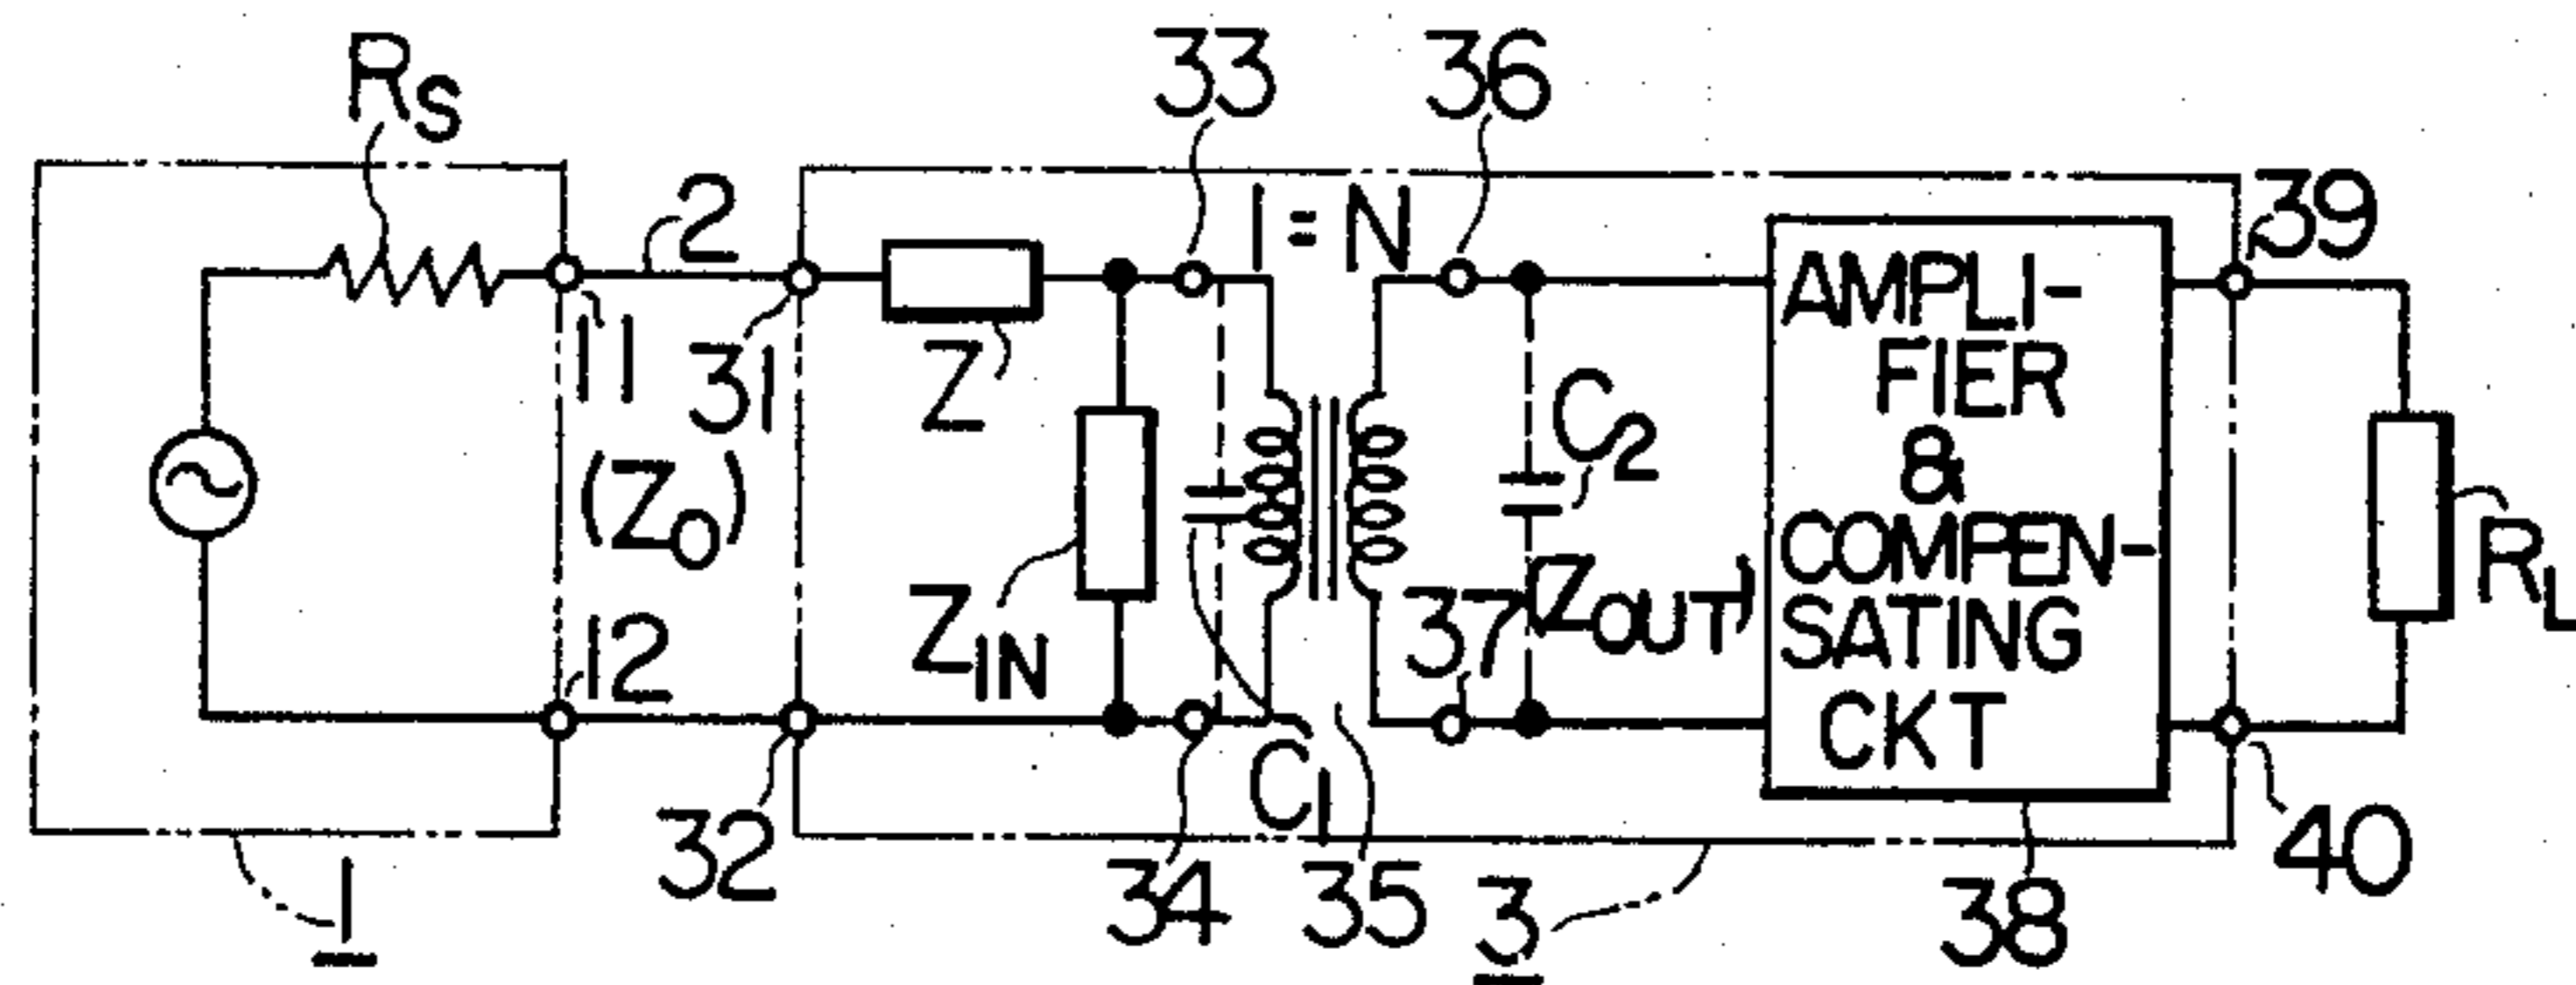 RS
33
36
2
1:N
39
11
31
Z
(ZO)
C2
AMPLI-
FIER
&
COMPEN-
SATING
CKT
ZIN
37
(ZOUT)
RL
12
32
C1
34
35
3
38
40
1